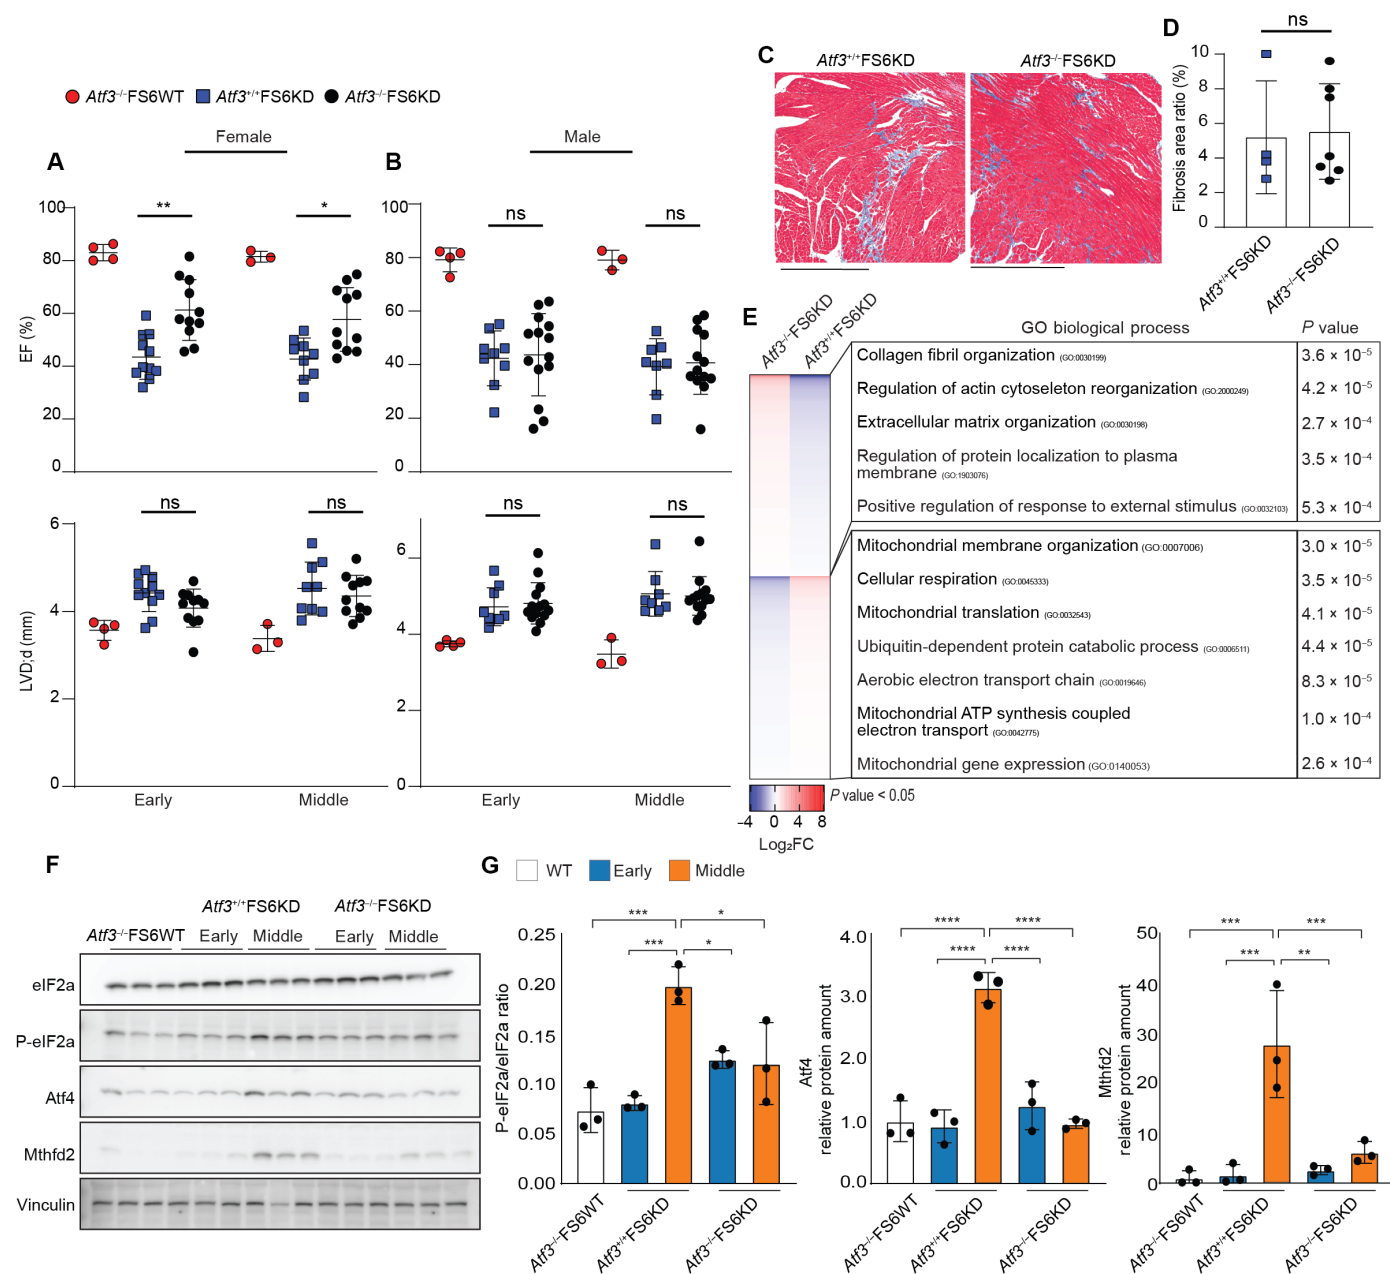 Atf3–/–FS6WT Atf3+/+FS6KD Atf3–/–FS6KD
Female
Male
A
B
**
*
ns
ns
EF (%)
100
80
60
40
20
0
100
80
60
40
20
0
ns
ns
ns
ns
LVD;d (mm)
6
4
2
0
6
4
2
0
Early
Middle
Early
Middle
C
Atf3+/+FS6KD
Atf3–/–FS6KD
D
ns
Fibrosis area ratio (%)
10
8
6
4
2
0
Atf3+/+FS6KD
Atf3–/–FS6KD
E
Atf3–/–FS6KD
Atf3+/+FS6KD
GO biological process P value
Collagen fibril organization (GO:0030199) 3.6 × 10–5
Regulation of actin cytoseleton reorganization (GO:2000249) 4.2 × 10–5
Extracellular matrix organization (GO:0030198) 2.7 × 10–4
Regulation of protein localization to plasma
membrane (GO:1903076) 3.5 × 10–4
Positive regulation of response to external stimulus (GO:0032103) 5.3 × 10–4
Mitochondrial membrane organization (GO:0007006) 3.0 × 10–5
Cellular respiration (GO:0045333) 3.5 × 10–5
Mitochondrial translation (GO:0032543) 4.1 × 10–5
Ubiquitin-dependent protein catabolic process (GO:0006511) 4.4 × 10–5
Aerobic electron transport chain (GO:0019646) 8.3 × 10–5
Mitochondrial ATP synthesis coupled
electron transport (GO:0042775) 1.0 × 10–4
Mitochondrial gene expression (GO:0140053) 2.6 × 10–4
P value < 0.05
–4 0 4 8
Log₂FC
F
Atf3+/+FS6KD Atf3–/–FS6KD
Atf3–/–FS6WT Early Middle Early Middle
eIF2a
P-eIF2a
Atf4
Mthfd2
Vinculin
G
WT Early Middle
P-eIF2a/eIF2a ratio
0.25
0.20
0.15
0.10
0.05
0.00
***
*
***
*
Atf3–/–FS6WT
Atf3+/+FS6KD
Atf3–/–FS6KD
Atf4
relative protein amount
4.0
3.0
2.0
1.0
0.0
****
****
****
****
Atf3–/–FS6WT
Atf3+/+FS6KD
Atf3–/–FS6KD
Mthfd2
relative protein amount
50
40
30
20
10
0
***
***
***
**
Atf3–/–FS6WT
Atf3+/+FS6KD
Atf3–/–FS6KD